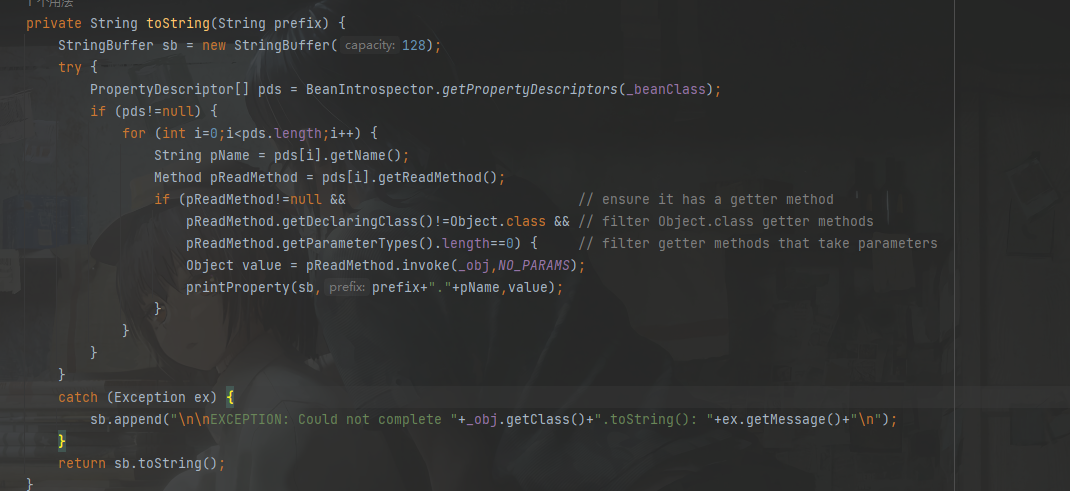 1 个用法
private String toString(String prefix) {
    StringBuffer sb = new StringBuffer( capacity: 128);
    try {
        PropertyDescriptor[] pds = BeanIntrospector.getPropertyDescriptors(_beanClass);
        if (pds!=null) {
            for (int i=0;i<pds.length;i++) {
                String pName = pds[i].getName();
                Method pReadMethod = pds[i].getReadMethod();
                if (pReadMethod!=null &&                             // ensure it has a getter method
                    pReadMethod.getDeclaringClass()!=Object.class && // filter Object.class getter methods
                    pReadMethod.getParameterTypes().length==0) {     // filter getter methods that take parameters
                    Object value = pReadMethod.invoke(_obj,NO_PARAMS);
                    printProperty(sb, prefix: prefix+"."+pName,value);
                }
            }
        }
    }
    catch (Exception ex) {
        sb.append("\n\nEXCEPTION: Could not complete "+_obj.getClass()+".toString(): "+ex.getMessage()+"\n");
    }
    return sb.toString();
}